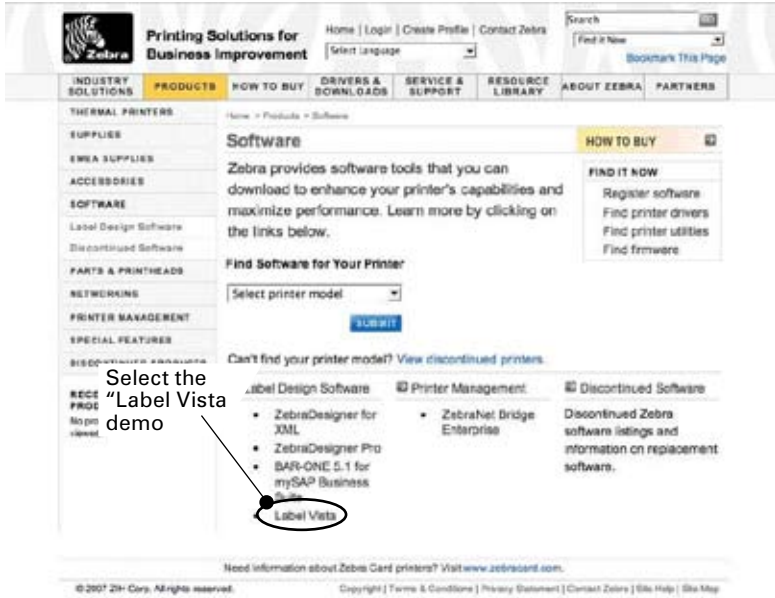 Home | Login | Create Profile | Contact Zebra
Search
Printing Solutions for
Business Improvement
Select Language
Find it Now
Zebra
Bookmark This Page
INDUSTRY SOLUTIONS
PRODUCTS
HOW TO BUY
DRIVERS & DOWNLOADS
SERVICE & SUPPORT
RESOURCE LIBRARY
ABOUT ZEBRA
PARTNERS
THERMAL PRINTERS
SUPPLIES
EMEA SUPPLIES
ACCESSORIES
SOFTWARE
Label Design Software
Discontinued Software
PARTS & PRINTHEADS
NETWORKING
PRINTER MANAGEMENT
SPECIAL FEATURES
DISCONTINUED PRODUCTS
Home > Products > Software
Software
Zebra provides software tools that you can
download to enhance your printer's capabilities and
maximize performance. Learn more by clicking on
the links below.
Find Software for Your Printer
Select printer model
SUBMIT
Can't find your printer model? View discontinued printers.
HOW TO BUY
FIND IT NOW
Register software
Find printer drivers
Find printer utilities
Find firmware
Select the
"Label Vista
demo
Label Design Software
ZebraDesigner for
XML
ZebraDesigner Pro
BAR-ONE 5.1 for
mySAP Business
Suite
Label Vista
Printer Management
ZebraNet Bridge
Enterprise
Discontinued Software
Discontinued Zebra
software listings and
information on replacement
software.
Need information about Zebra Card printers? Visit www.zebracard.com.
© 2007 ZIH Corp. All rights reserved.
Copyright | Terms & Conditions | Privacy Statement | Contact Zebra | Site Help | Site Map